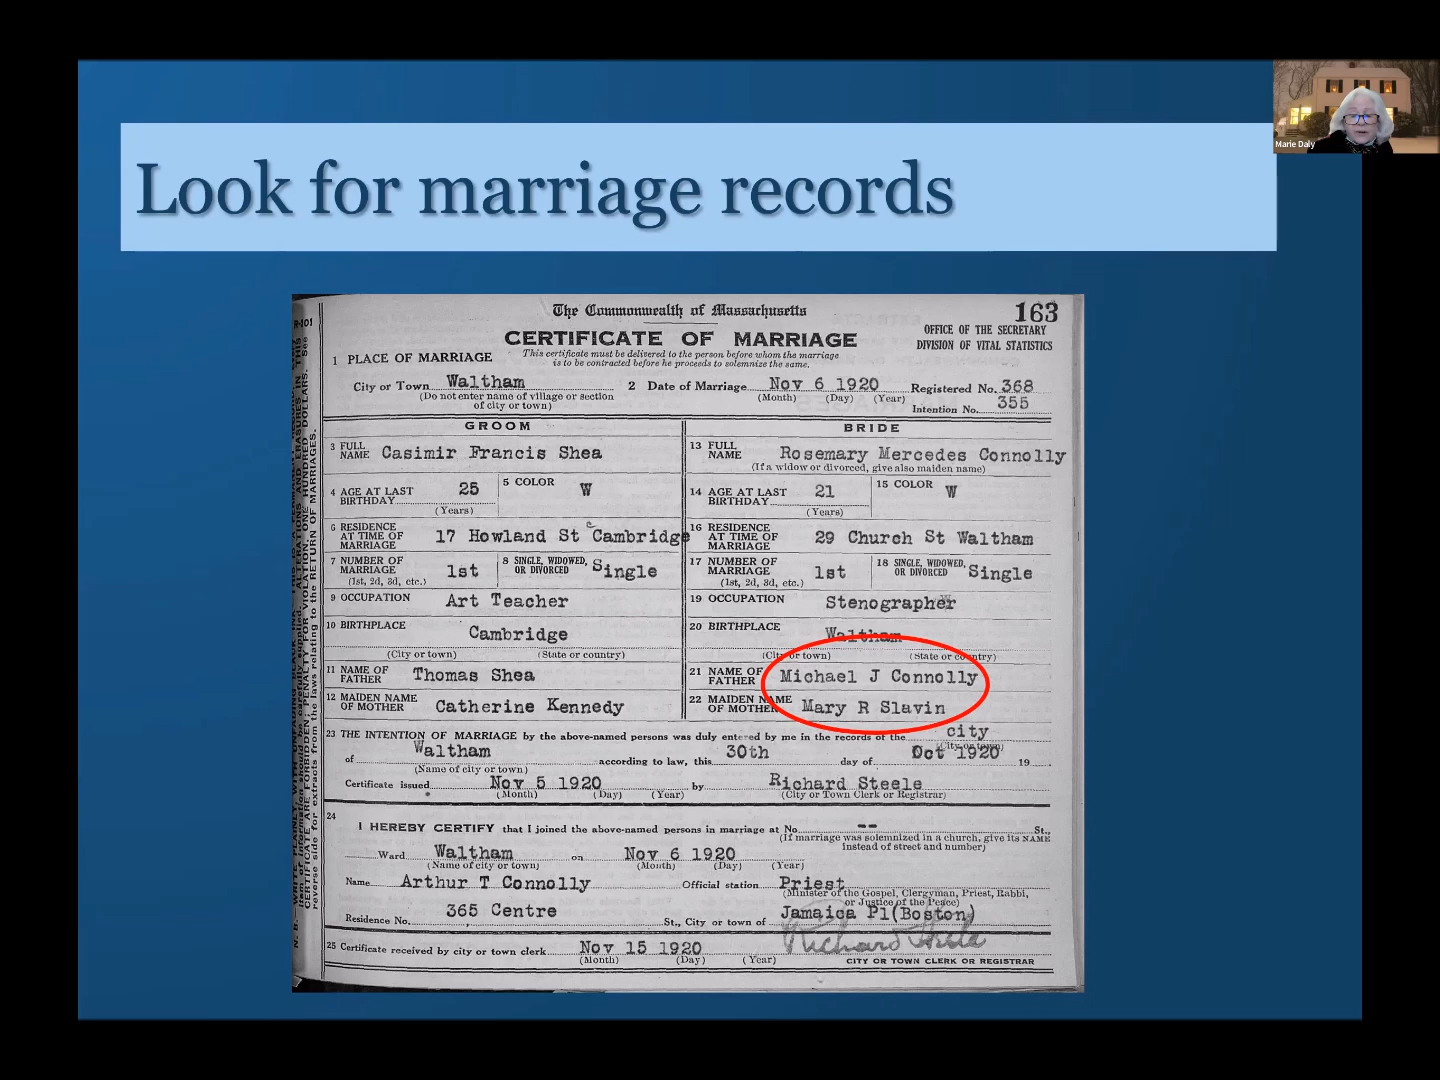 Marie Daly
Look for marriage records
The Commonwealth of Massachusetts
163
CERTIFICATE OF MARRIAGE
OFFICE OF THE SECRETARY
DIVISION OF VITAL STATISTICS
This certificate must be delivered to the person before whom the marriage
is to be contracted before he proceeds to solemnize the same.
1 PLACE OF MARRIAGE
City or Town Waltham 2 Date of Marriage Nov 6 1920 Registered No. 368
(Do not enter name of village or section (Month) (Day) (Year)
of city or town) Intention No. 355
GROOM BRIDE
3 FULL NAME Casimir Francis Shea 13 FULL NAME Rosemary Mercedes Connolly
(If a widow or divorced, give also maiden name)
4 AGE AT LAST BIRTHDAY 25 5 COLOR W 14 AGE AT LAST BIRTHDAY 21 15 COLOR W
(Years) (Years)
6 RESIDENCE AT TIME OF MARRIAGE 17 Howland St Cambridge 16 RESIDENCE AT TIME OF MARRIAGE 29 Church St Waltham
7 NUMBER OF MARRIAGE 1st 8 SINGLE, WIDOWED, OR DIVORCED Single 17 NUMBER OF MARRIAGE 1st 18 SINGLE, WIDOWED, OR DIVORCED Single
(1st, 2d, 3d, etc.) (1st, 2d, 3d, etc.)
9 OCCUPATION Art Teacher 19 OCCUPATION Stenographer
10 BIRTHPLACE Cambridge 20 BIRTHPLACE Waltham
(City or town) (State or country) (City or town) (State or country)
11 NAME OF FATHER Thomas Shea 21 NAME OF FATHER Michael J Connolly
12 MAIDEN NAME OF MOTHER Catherine Kennedy 22 MAIDEN NAME OF MOTHER Mary R Slavin
23 THE INTENTION OF MARRIAGE by the above-named persons was duly entered by me in the records of the city
(City or town)
of Waltham according to law, this 30th day of Oct 1920 19
(Name of city or town)
Certificate issued Nov 5 1920 by Richard Steele
(Month) (Day) (Year) (City or Town Clerk or Registrar)
24
I HEREBY CERTIFY that I joined the above-named persons in marriage at No. -- St.,
(If marriage was solemnized in a church, give its NAME
instead of street and number)
Ward Waltham on Nov 6 1920
(Name of city or town) (Month) (Day) (Year)
Name Arthur T Connolly Official station Priest
(Minister of the Gospel, Clergyman, Priest, Rabbi,
or Justice of the Peace)
Residence No. 365 Centre St., City or town of Jamaica Pl(Boston)
Richard Steele
25 Certificate received by city or town clerk Nov 15 1920
(Month) (Day) (Year) CITY OR TOWN CLERK OR REGISTRAR